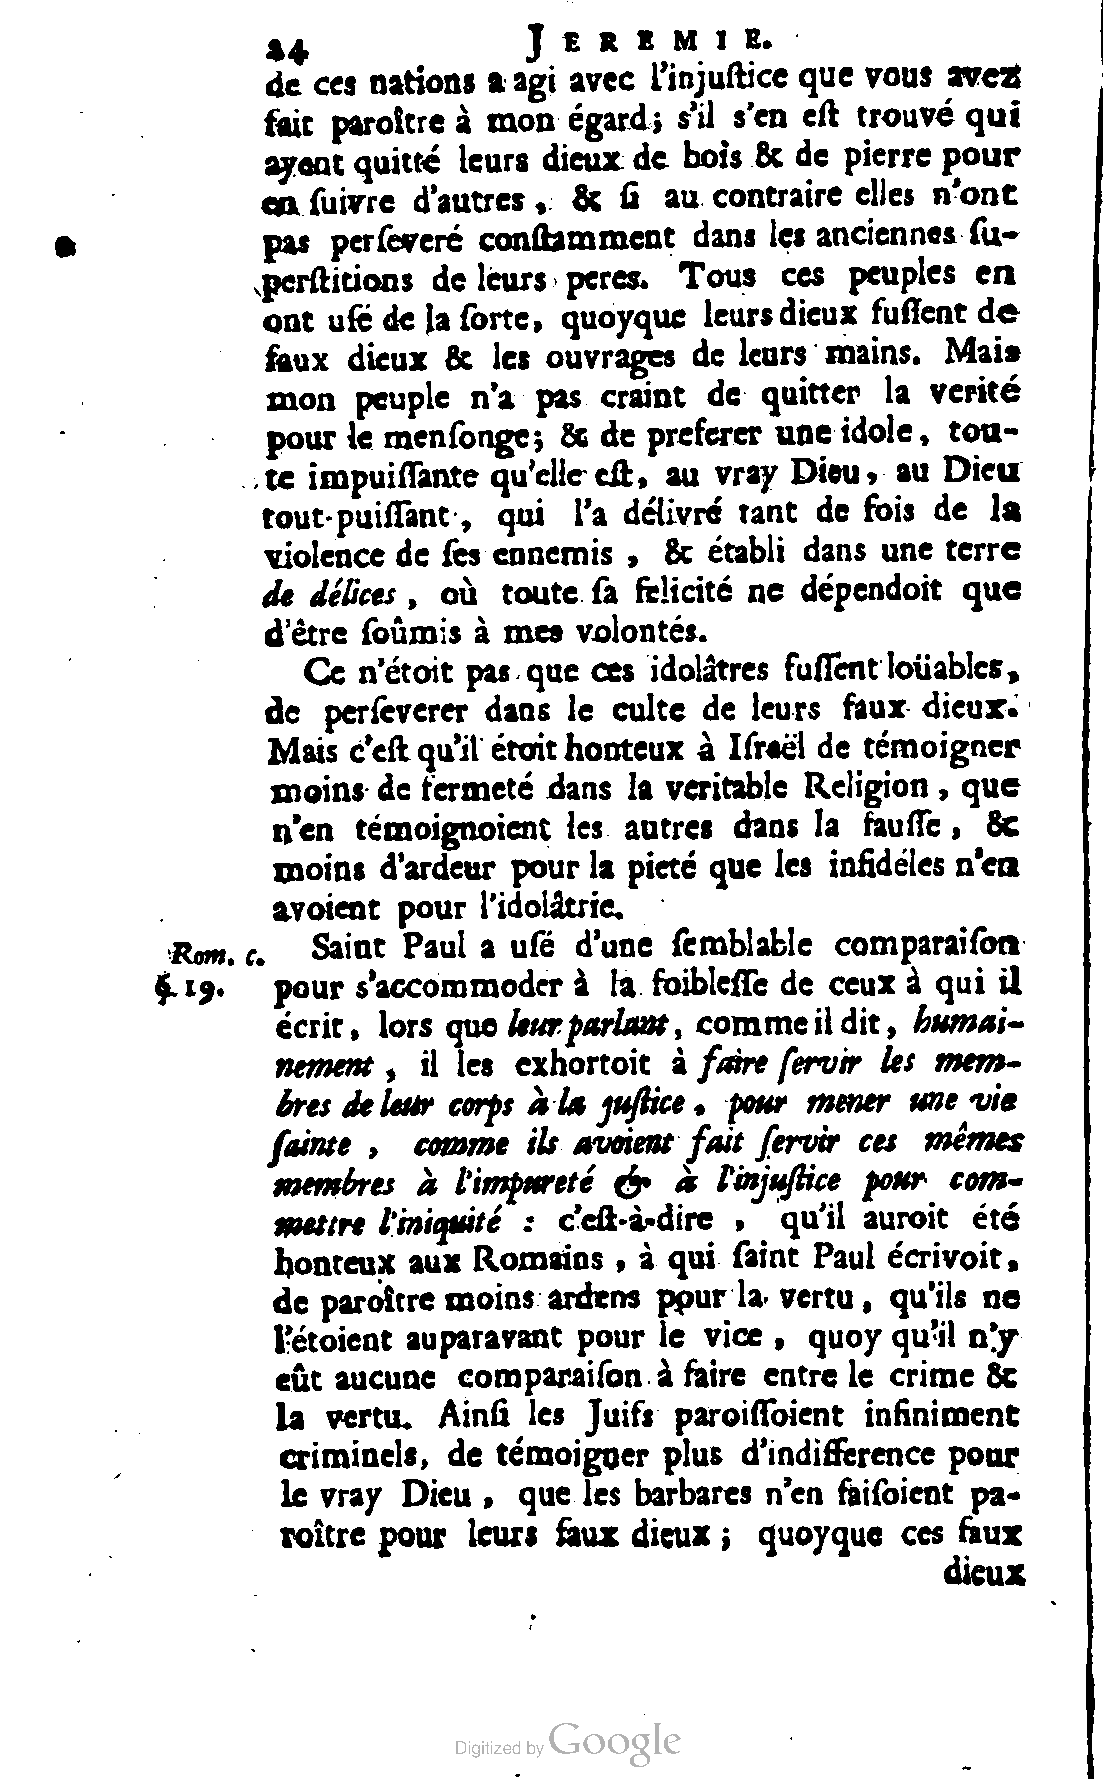 24 JEREMIE.
de ces nations a agi avec l'injuſtice que vous avez
fait paroître à mon égard; s'il s'en eſt trouvé qui
ayent quitté leurs dieux de bois & de pierre pour
en ſuivre d'autres, & ſi au contraire elles n'ont
pas perſeveré conſtamment dans les anciennes ſu-
perſtitions de leurs peres. Tous ces peuples en
ont uſé de la ſorte, quoyque leurs dieux fuſſent de
faux dieux & les ouvrages de leurs mains. Mais
mon peuple n'a pas craint de quitter la verité
pour le menſonge; & de preferer une idole, tou-
te impuiſſante qu'elle eſt, au vray Dieu, au Dieu
tout-puiſſant, qui l'a délivré tant de fois de la
violence de ſes ennemis, & établi dans une terre
de délices, où toute ſa felicité ne dépendoit que
d'être ſoûmis à mes volontés.
Ce n'étoit pas que ces idolâtres fuſſent loüables,
de perſeverer dans le culte de leurs faux dieux.
Mais c'eſt qu'il étoit honteux à Iſraël de témoigner
moins de fermeté dans la veritable Religion, que
n'en témoignoient les autres dans la fauſſe, &
moins d'ardeur pour la pieté que les infidéles n'en
avoient pour l'idolâtrie.
Rom. c. Saint Paul a uſé d'une ſemblable comparaiſon
19. pour s'accommoder à la foibleſſe de ceux à qui il
écrit, lors que leur parlant, comme il dit, humai-
nement, il les exhortoit à faire ſervir les mem-
bres de leur corps à la juſtice, pour mener une vie
ſainte, comme ils avoient fait ſervir ces mêmes
membres à l'impureté & à l'injuſtice pour com-
mettre l'iniquité : c'eſt-à-dire, qu'il auroit été
honteux aux Romains, à qui ſaint Paul écrivoit,
de paroître moins ardens pour la vertu, qu'ils ne
l'étoient auparavant pour le vice, quoy qu'il n'y
eût aucune comparaiſon à faire entre le crime &
la vertu. Ainſi les Juifs paroiſſoient infiniment
criminels, de témoigner plus d'indifference pour
le vray Dieu, que les barbares n'en faiſoient pa-
roître pour leurs faux dieux; quoyque ces faux
dieux
Digitized by Google